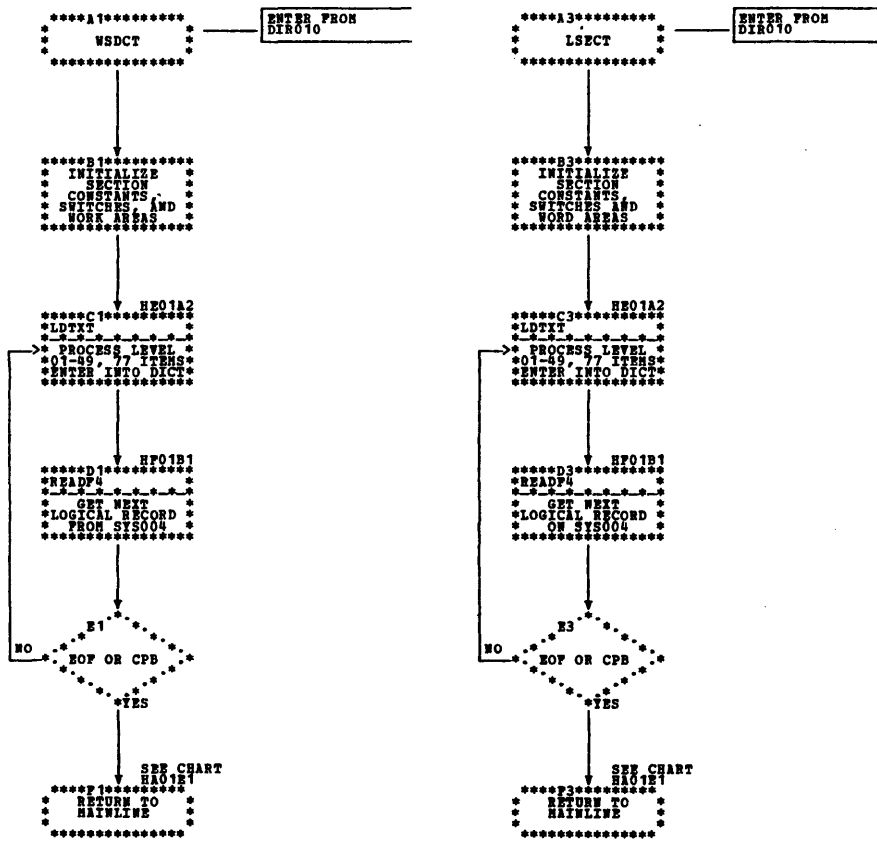 A1
WSDCT
ENTER FROM
DIR010
B1
INITIALIZE
SECTION
CONSTANTS,
SWITCHES, AND
WORK AREAS
HE01A2
C1
LDTXT
PROCESS LEVEL
01-49, 77 ITEMS
ENTER INTO DICT
HF01B1
D1
READF4
GET NEXT
LOGICAL RECORD
FROM SYS004
E1
EOF OR CPB
NO
YES
SEE CHART
HA01E1
F1
RETURN TO
MAINLINE
A3
LSECT
ENTER FROM
DIR010
B3
INITIALIZE
SECTION
CONSTANTS,
SWITCHES AND
WORD AREAS
HE01A2
C3
LDTXT
PROCESS LEVEL
01-49, 77 ITEMS
ENTER INTO DICT
HF01B1
D3
READF4
GET NEXT
LOGICAL RECORD
ON SYS004
E3
EOF OR CPB
NO
YES
SEE CHART
HA01E1
F3
RETURN TO
MAINLINE